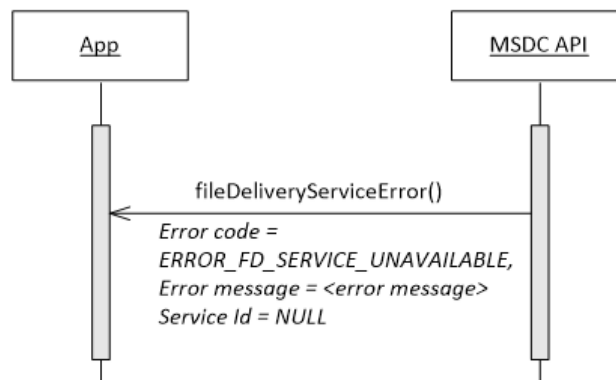 App
MSDC API
fileDeliveryServiceError()
Error code =
ERROR_FD_SERVICE_UNAVAILABLE,
Error message = <error message>
Service Id = NULL